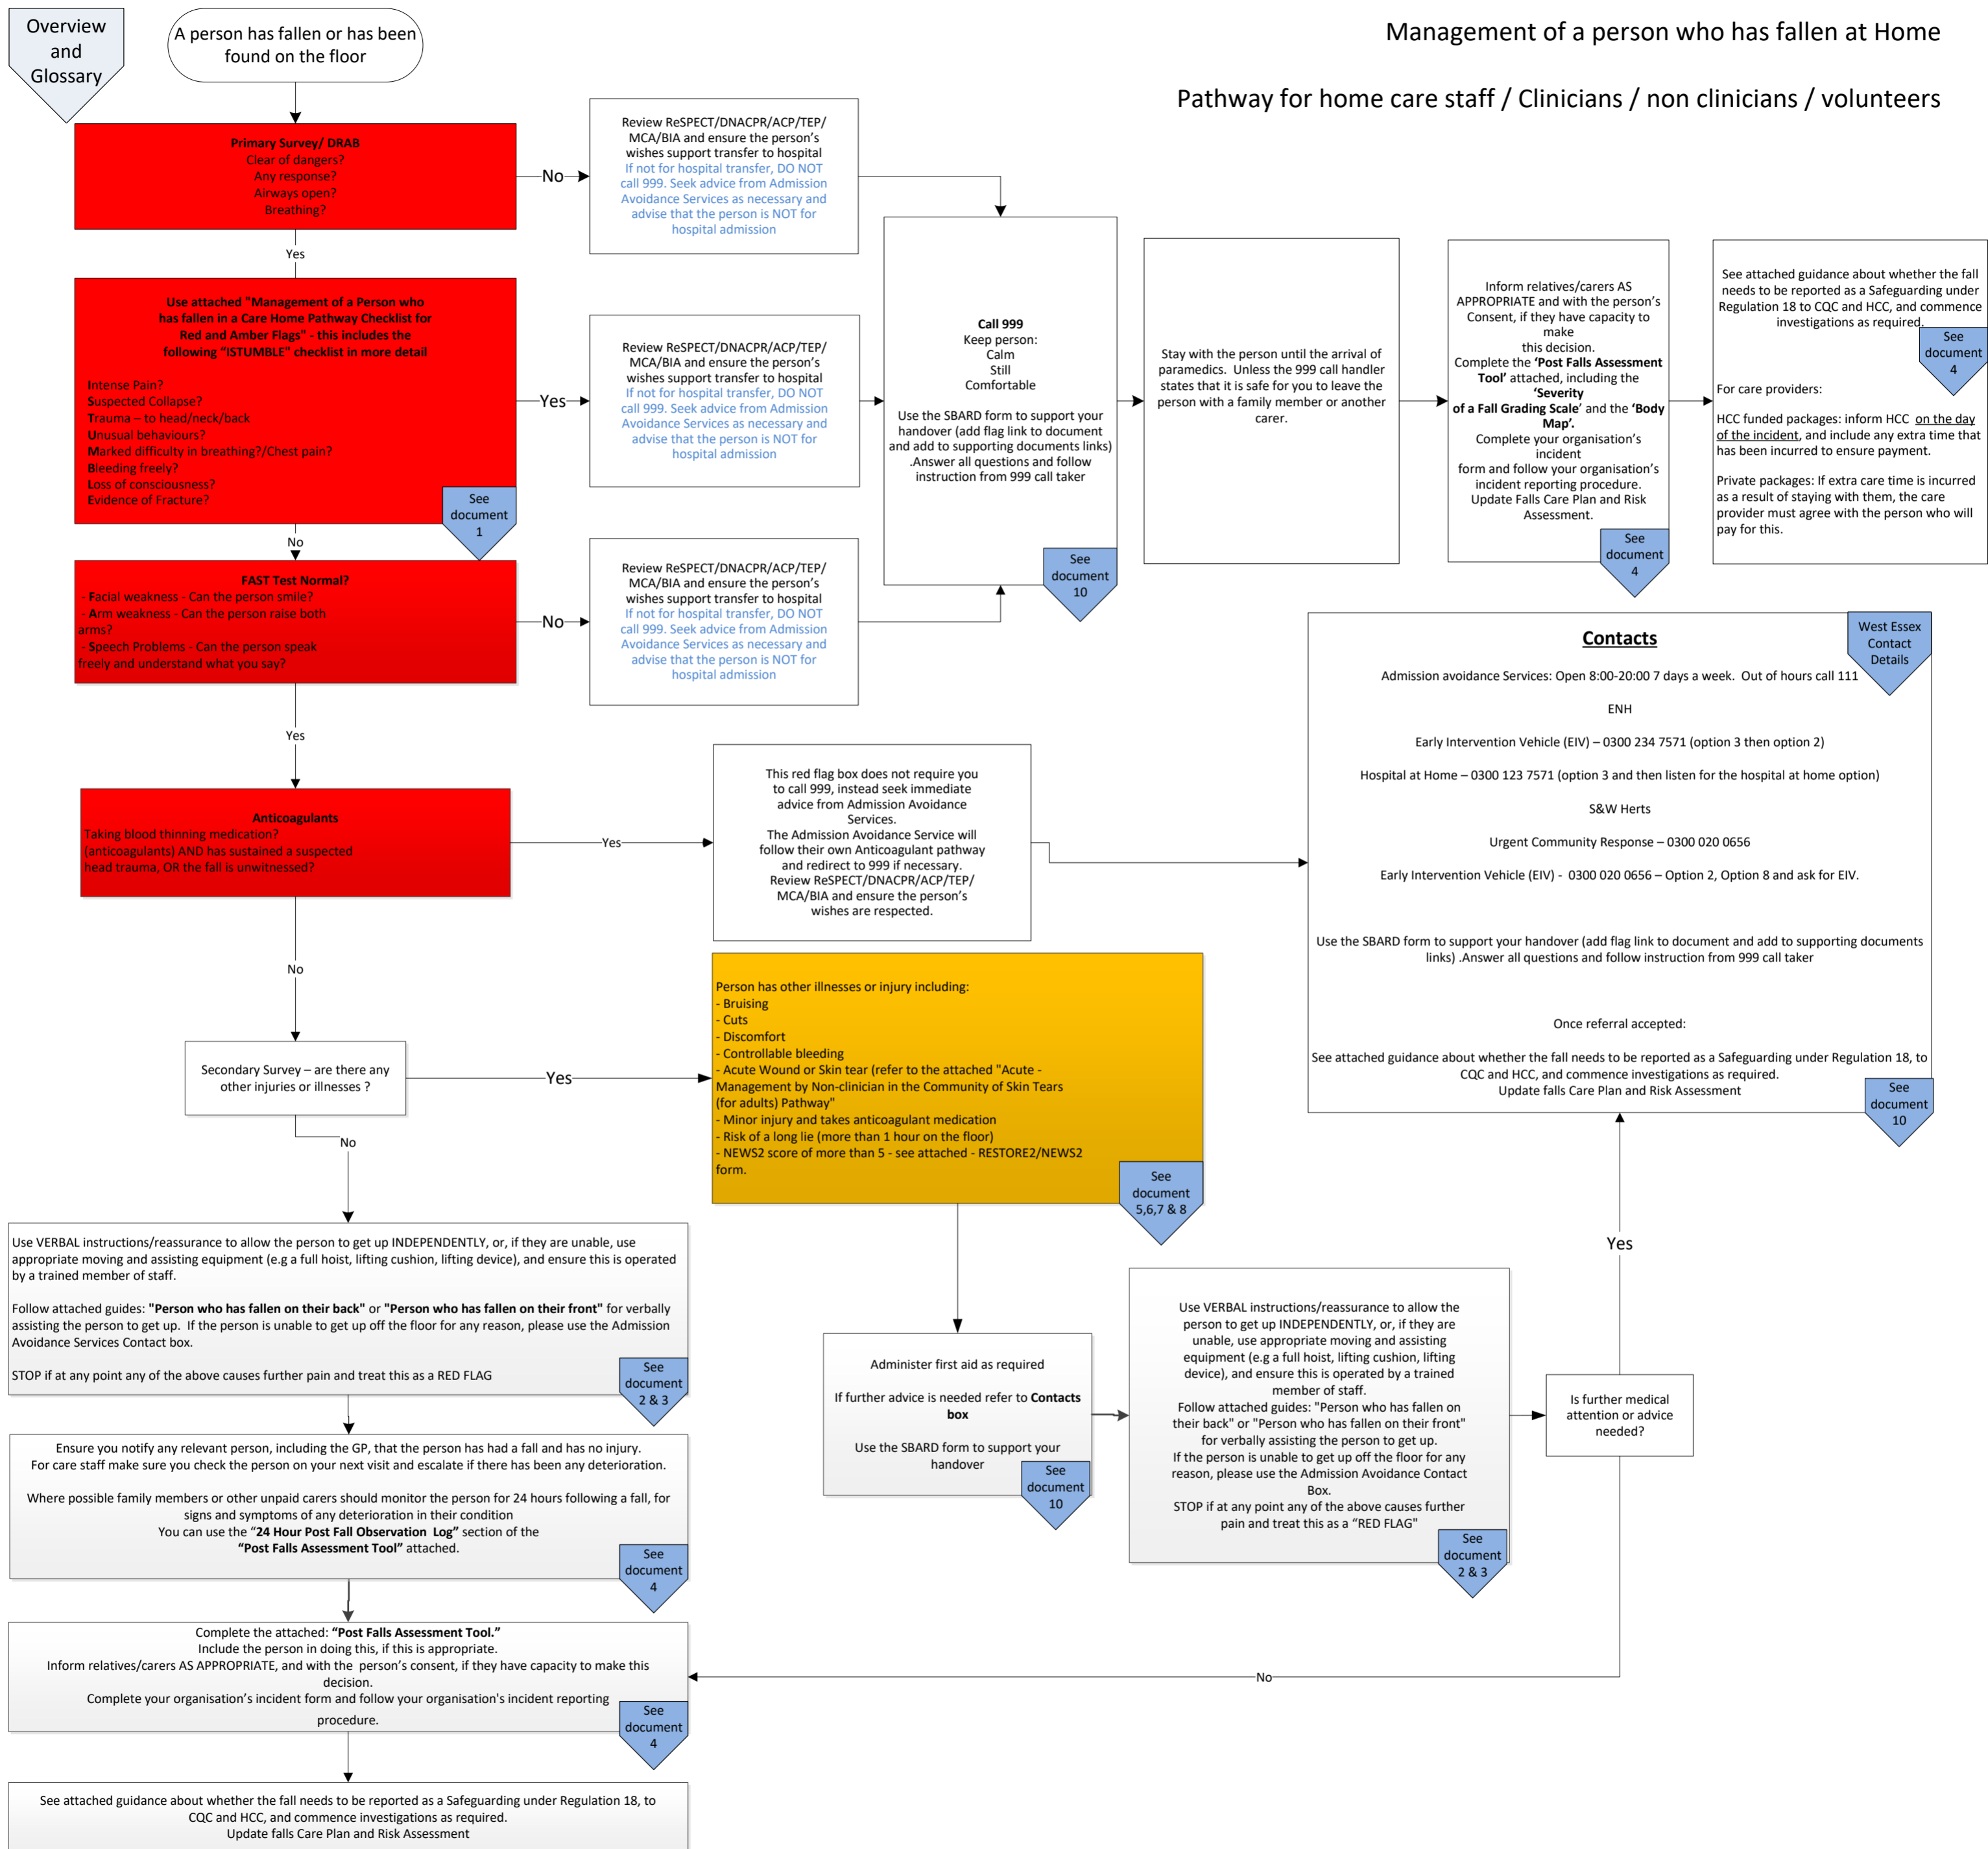 Overview
and
Glossary
A person has fallen or has been
found on the floor
Management of a person who has fallen at Home
Pathway for home care staff / Clinicians / non clinicians / volunteers
Primary Survey/ DRAB
Clear of dangers?
Any response?
Airways open?
Breathing?
No
Review ReSPECT/DNACPR/ACP/TEP/
MCA/BIA and ensure the person's
wishes support transfer to hospital
If not for hospital transfer, DO NOT
call 999. Seek advice from Admission
Avoidance Services as necessary and
advise that the person is NOT for
hospital admission
Yes
Use attached "Management of a Person who
has fallen in a Care Home Pathway Checklist for
Red and Amber Flags" - this includes the
following "ISTUMBLE" checklist in more detail
Intense Pain?
Suspected Collapse?
Trauma – to head/neck/back
Unusual behaviours?
Marked difficulty in breathing?/Chest pain?
Bleeding freely?
Loss of consciousness?
Evidence of Fracture?
See
document
1
Yes
Review ReSPECT/DNACPR/ACP/TEP/
MCA/BIA and ensure the person's
wishes support transfer to hospital
If not for hospital transfer, DO NOT
call 999. Seek advice from Admission
Avoidance Services as necessary and
advise that the person is NOT for
hospital admission
Call 999
Keep person:
Calm
Still
Comfortable
Use the SBARD form to support your
handover (add flag link to document
and add to supporting documents links)
.Answer all questions and follow
instruction from 999 call taker
See
document
10
Stay with the person until the arrival of
paramedics.  Unless the 999 call handler
states that it is safe for you to leave the
person with a family member or another
carer.
Inform relatives/carers AS
APPROPRIATE and with the person's
Consent, if they have capacity to
make
this decision.
Complete the 'Post Falls Assessment
Tool' attached, including the
'Severity
of a Fall Grading Scale' and the 'Body
Map'.
Complete your organisation's
incident
form and follow your organisation's
incident reporting procedure.
Update Falls Care Plan and Risk
Assessment.
See
document
4
See attached guidance about whether the fall
needs to be reported as a Safeguarding under
Regulation 18 to CQC and HCC, and commence
investigations as required.
See
document
4
For care providers:
HCC funded packages: inform HCC  on the day
of the incident, and include any extra time that
has been incurred to ensure payment.
Private packages: If extra care time is incurred
as a result of staying with them, the care
provider must agree with the person who will
pay for this.
No
FAST Test Normal?
- Facial weakness - Can the person smile?
- Arm weakness - Can the person raise both
arms?
- Speech Problems - Can the person speak
freely and understand what you say?
No
Review ReSPECT/DNACPR/ACP/TEP/
MCA/BIA and ensure the person's
wishes support transfer to hospital
If not for hospital transfer, DO NOT
call 999. Seek advice from Admission
Avoidance Services as necessary and
advise that the person is NOT for
hospital admission
Yes
Anticoagulants
Taking blood thinning medication?
(anticoagulants) AND has sustained a suspected
head trauma, OR the fall is unwitnessed?
Yes
This red flag box does not require you
to call 999, instead seek immediate
advice from Admission Avoidance
Services.
The Admission Avoidance Service will
follow their own Anticoagulant pathway
and redirect to 999 if necessary.
Review ReSPECT/DNACPR/ACP/TEP/
MCA/BIA and ensure the person's
wishes are respected.
Contacts
West Essex
Contact
Details
Admission avoidance Services: Open 8:00-20:00 7 days a week.  Out of hours call 111
ENH
Early Intervention Vehicle (EIV) – 0300 234 7571 (option 3 then option 2)
Hospital at Home – 0300 123 7571 (option 3 and then listen for the hospital at home option)
S&W Herts
Urgent Community Response – 0300 020 0656
Early Intervention Vehicle (EIV) -  0300 020 0656 – Option 2, Option 8 and ask for EIV.
Use the SBARD form to support your handover (add flag link to document and add to supporting documents
links) .Answer all questions and follow instruction from 999 call taker
Once referral accepted:
See attached guidance about whether the fall needs to be reported as a Safeguarding under Regulation 18, to
CQC and HCC, and commence investigations as required.
Update falls Care Plan and Risk Assessment
See
document
10
No
Secondary Survey – are there any
other injuries or illnesses ?
Yes
Person has other illnesses or injury including:
- Bruising
- Cuts
- Discomfort
- Controllable bleeding
- Acute Wound or Skin tear (refer to the attached "Acute -
Management by Non-clinician in the Community of Skin Tears
(for adults) Pathway"
- Minor injury and takes anticoagulant medication
- Risk of a long lie (more than 1 hour on the floor)
- NEWS2 score of more than 5 - see attached - RESTORE2/NEWS2
form.
See
document
5,6,7 & 8
No
Use VERBAL instructions/reassurance to allow the person to get up INDEPENDENTLY, or, if they are unable, use
appropriate moving and assisting equipment (e.g a full hoist, lifting cushion, lifting device), and ensure this is operated
by a trained member of staff.
Follow attached guides: "Person who has fallen on their back" or "Person who has fallen on their front" for verbally
assisting the person to get up.  If the person is unable to get up off the floor for any reason, please use the Admission
Avoidance Services Contact box.
STOP if at any point any of the above causes further pain and treat this as a RED FLAG
See
document
2 & 3
Administer first aid as required
If further advice is needed refer to Contacts
box
Use the SBARD form to support your
handover
See
document
10
Use VERBAL instructions/reassurance to allow the
person to get up INDEPENDENTLY, or, if they are
unable, use appropriate moving and assisting
equipment (e.g a full hoist, lifting cushion, lifting
device), and ensure this is operated by a trained
member of staff.
Follow attached guides: "Person who has fallen on
their back" or "Person who has fallen on their front"
for verbally assisting the person to get up.
If the person is unable to get up off the floor for any
reason, please use the Admission Avoidance Contact
Box.
STOP if at any point any of the above causes further
pain and treat this as a "RED FLAG"
See
document
2 & 3
Is further medical
attention or advice
needed?
Yes
Ensure you notify any relevant person, including the GP, that the person has had a fall and has no injury.
For care staff make sure you check the person on your next visit and escalate if there has been any deterioration.
Where possible family members or other unpaid carers should monitor the person for 24 hours following a fall, for
signs and symptoms of any deterioration in their condition
You can use the "24 Hour Post Fall Observation  Log" section of the
"Post Falls Assessment Tool" attached.
See
document
4
No
Complete the attached: "Post Falls Assessment Tool."
Include the person in doing this, if this is appropriate.
Inform relatives/carers AS APPROPRIATE, and with the  person's consent, if they have capacity to make this
decision.
Complete your organisation's incident form and follow your organisation's incident reporting
procedure.
See
document
4
See attached guidance about whether the fall needs to be reported as a Safeguarding under Regulation 18, to
CQC and HCC, and commence investigations as required.
Update falls Care Plan and Risk Assessment